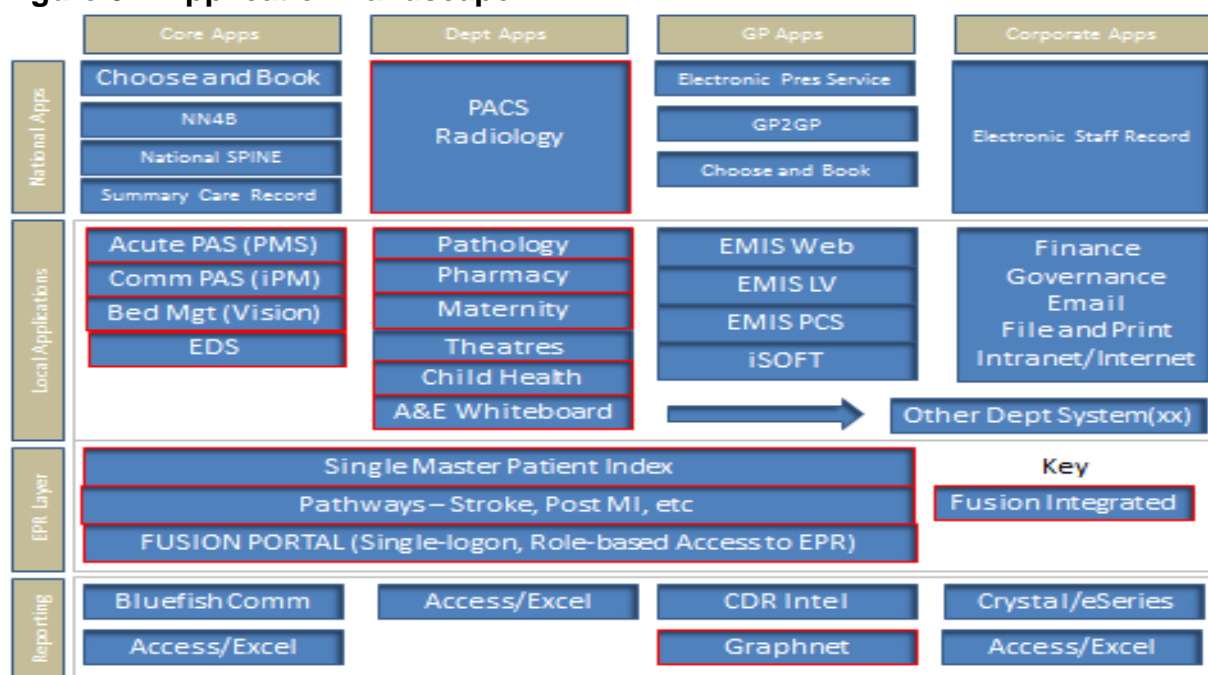 Core Apps
Dept Apps
GP Apps
Corporate Apps
National Apps
Choose and Book
NN4B
National SPINE
Summary Care Record
PACS
Radiology
Electronic Pres Service
GP2GP
Choose and Book
Electronic Staff Record
Local Applications
Acute PAS (PMS)
Comm PAS (iPM)
Bed Mgt (Vision)
EDS
Pathology
Pharmacy
Maternity
Theatres
Child Health
A&E Whiteboard
EMIS Web
EMIS LV
EMIS PCS
iSOFT
Finance
Governance
Email
File and Print
Intranet/Internet
Other Dept System(xx)
EPR Layer
Single Master Patient Index
Pathways – Stroke, Post MI, etc
FUSION PORTAL (Single-logon, Role-based Access to EPR)
Key
Fusion Integrated
Reporting
Bluefish Comm
Access/Excel
Access/Excel
CDR Intel
Graphnet
Crystal/eSeries
Access/Excel